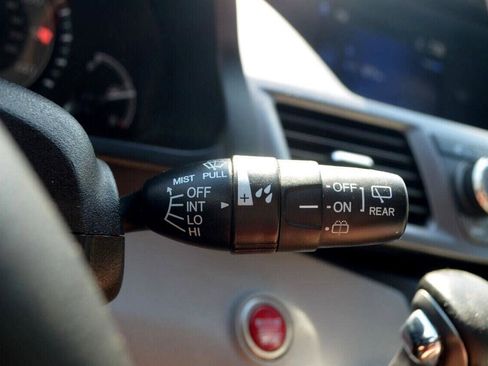 MIST PULL
OFF
INT
LO
HI
+
OFF
ON
REAR